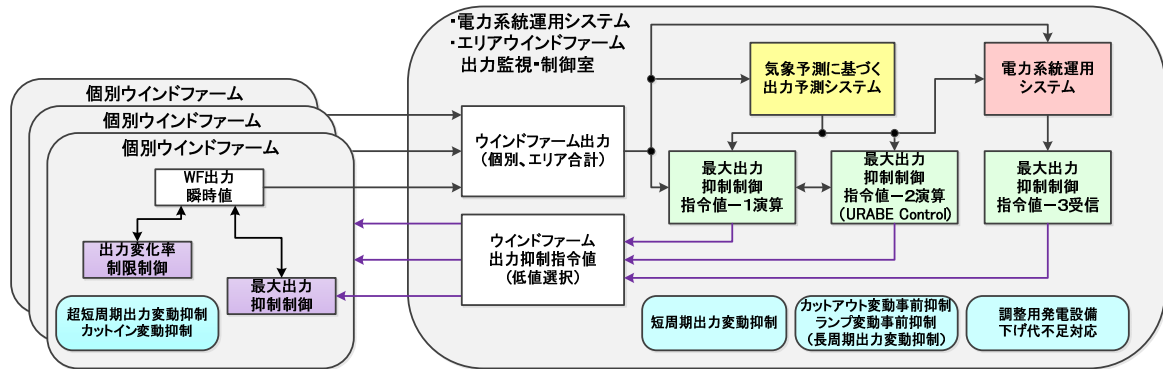 ・電力系統運用システム
・エリアウインドファーム
出力監視・制御室
個別ウインドファーム
個別ウインドファーム
個別ウインドファーム
WF出力
瞬時値
出力変化率
制限制御
最大出力
抑制制御
超短周期出力変動抑制
カットイン変動抑制
ウインドファーム出力
(個別、エリア合計)
ウインドファーム
出力抑制指令値
(低値選択)
気象予測に基づく
出力予測システム
電力系統運用
システム
最大出力
抑制制御
指令値－1演算
最大出力
抑制制御
指令値－2演算
(URABE Control)
最大出力
抑制制御
指令値－3受信
短周期出力変動抑制
カットアウト変動事前抑制
ランプ変動事前抑制
(長周期出力変動抑制)
調整用発電設備
下げ代不足対応